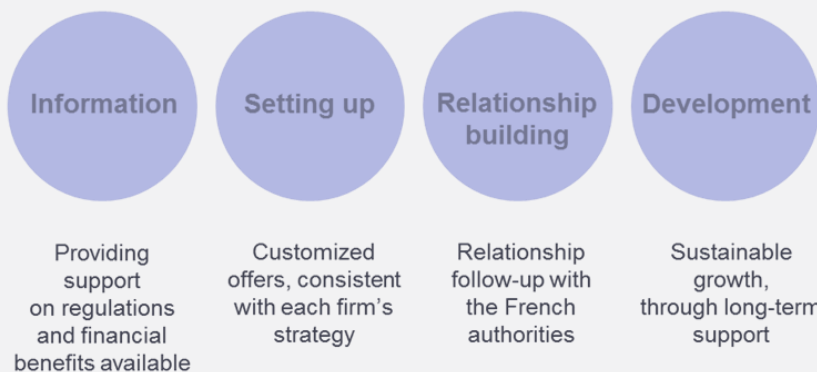 Information
Setting up
Relationship
building
Development
Providing
support
on regulations
and financial
benefits available
Customized
offers, consistent
with each firm's
strategy
Relationship
follow-up with
the French
authorities
Sustainable
growth,
through long-term
support